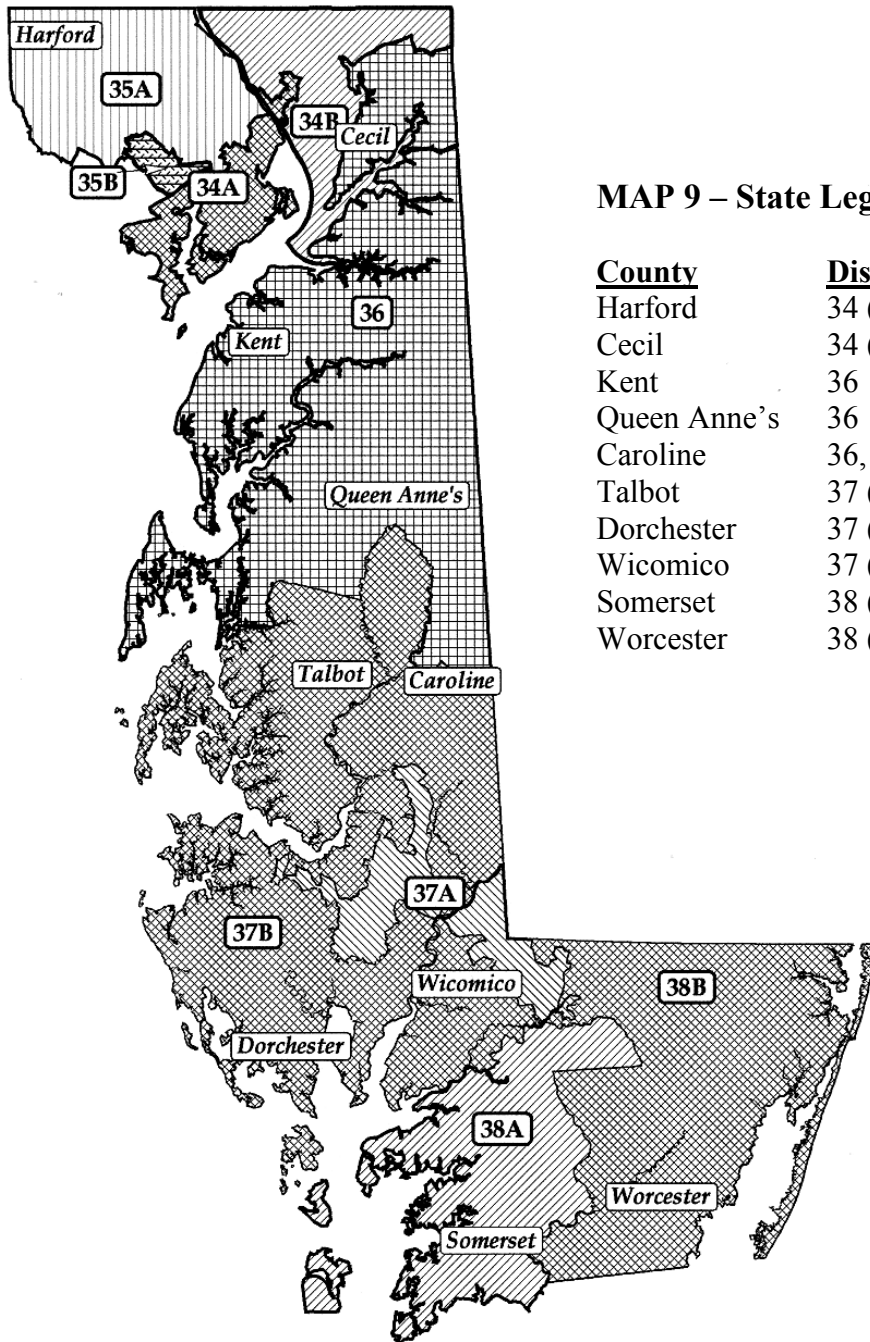 Harford
35A
34B
Cecil
35B
34A
MAP 9 – State Leg
County Dis
Harford 34 (
Cecil 34 (
36
Kent 36
Kent
Queen Anne’s 36
Caroline 36,
Queen Anne's
Talbot 37 (
Dorchester 37 (
Wicomico 37 (
Somerset 38 (
Worcester 38 (
Talbot
Caroline
37A
37B
Wicomico
38B
Dorchester
38A
Worcester
Somerset